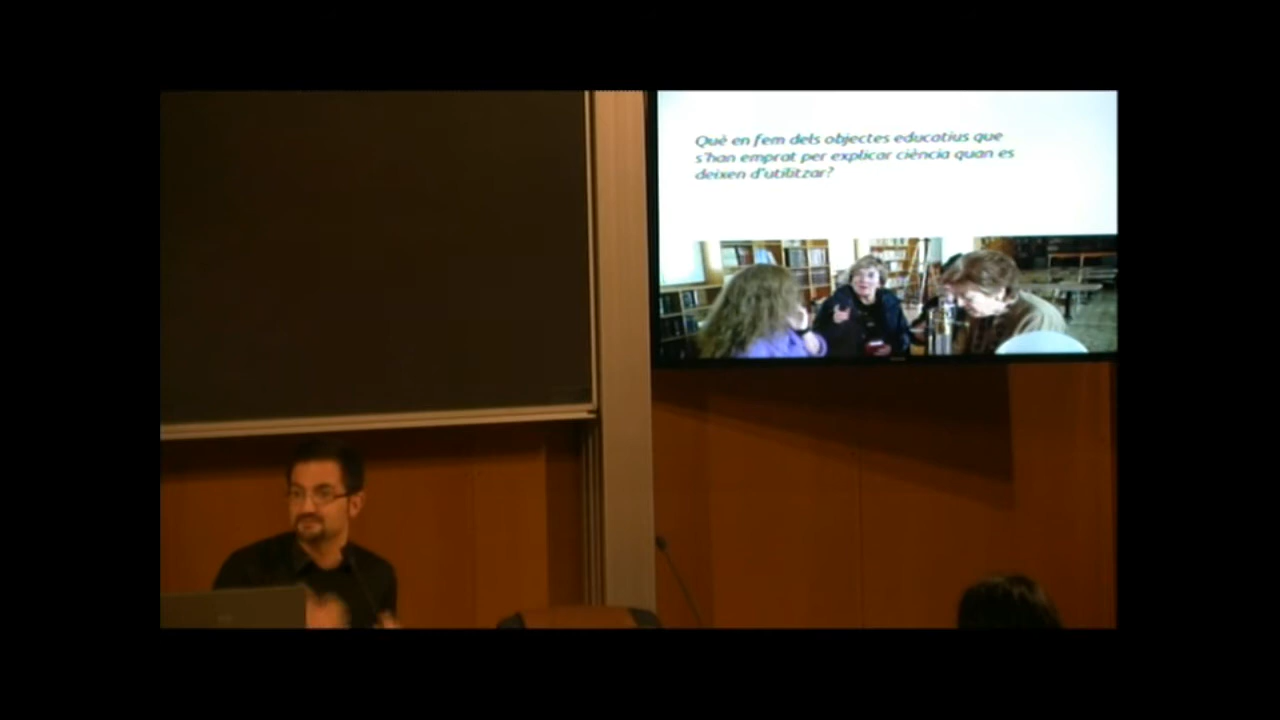 Què en fem dels objectes educatius que
s'han emprat per explicar ciència quan es
deixen d'utilitzar?